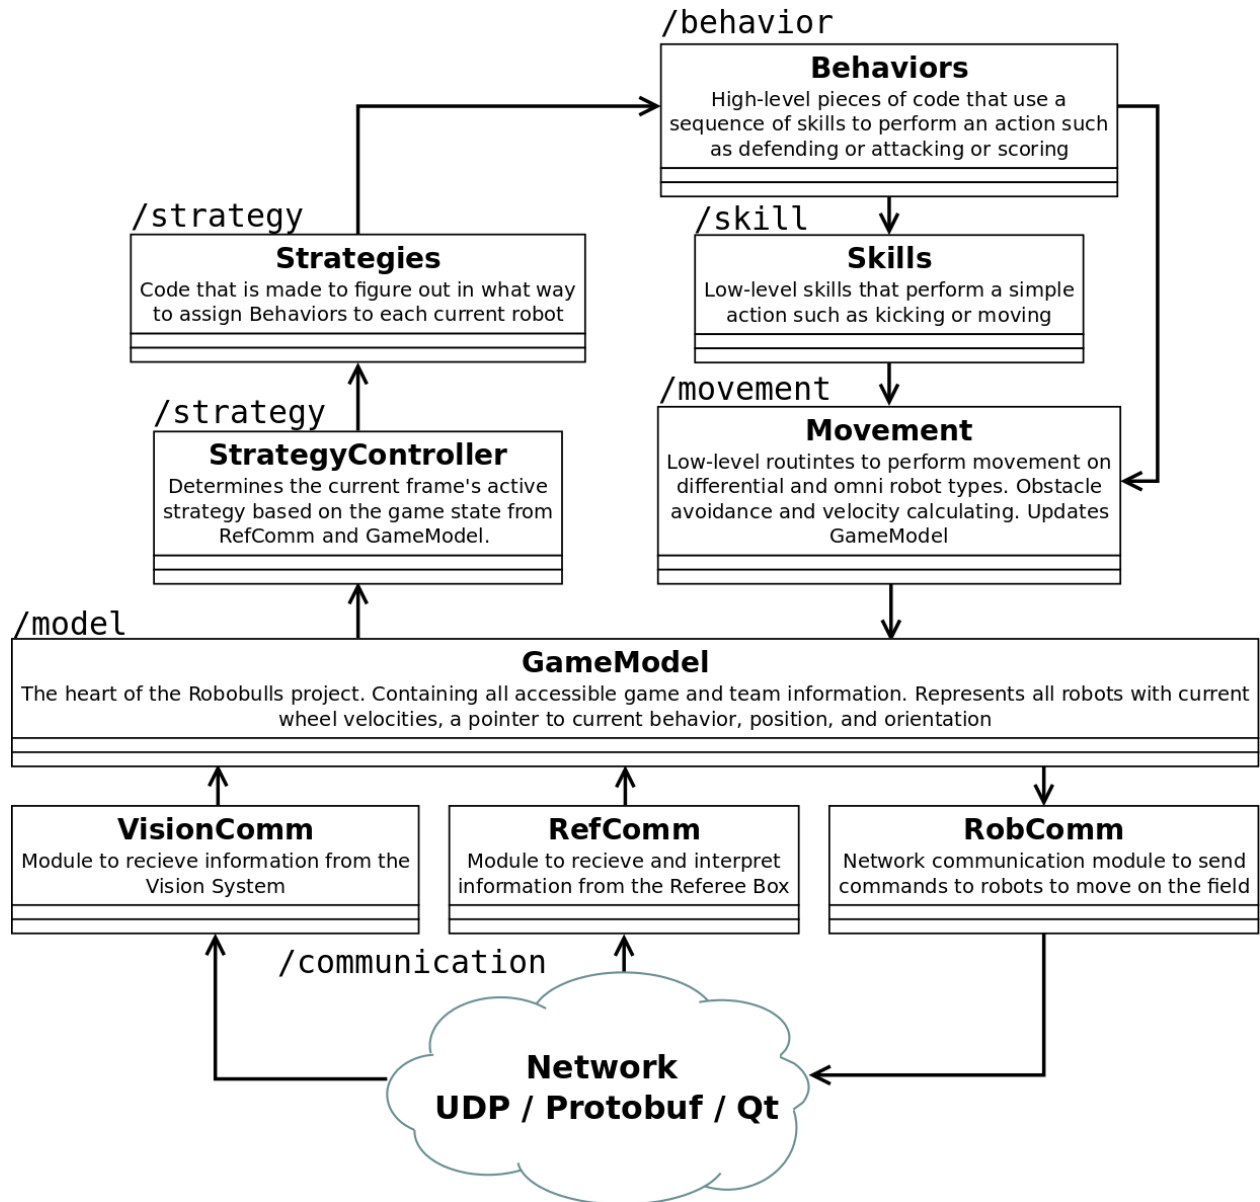 /behavior
Behaviors
High-level pieces of code that use a
sequence of skills to perform an action such
as defending or attacking or scoring
/strategy
Strategies
Code that is made to figure out in what way
to assign Behaviors to each current robot
/skill
Skills
Low-level skills that perform a simple
action such as kicking or moving
/strategy
StrategyController
Determines the current frame's active
strategy based on the game state from
RefComm and GameModel.
/movement
Movement
Low-level routintes to perform movement on
differential and omni robot types. Obstacle
avoidance and velocity calculating. Updates
GameModel
/model
GameModel
The heart of the Robobulls project. Containing all accessible game and team information. Represents all robots with current
wheel velocities, a pointer to current behavior, position, and orientation
VisionComm
Module to recieve information from the
Vision System
RefComm
Module to recieve and interpret
information from the Referee Box
RobComm
Network communication module to send
commands to robots to move on the field
/communication
Network
UDP / Protobuf / Qt